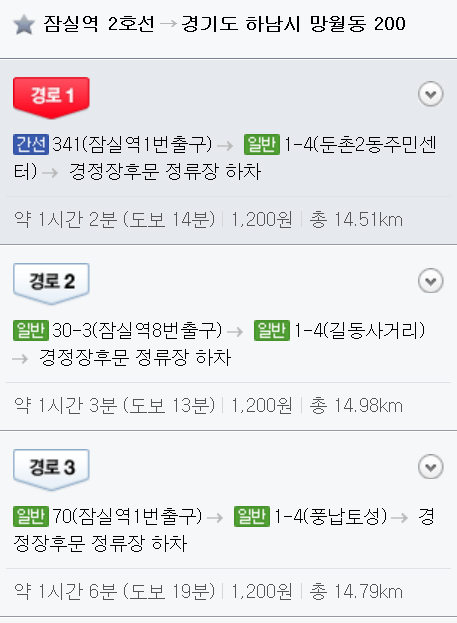 잠실역 2호선→경기도 하남시 망월동 200
경로 1
간선 341(잠실역1번출구)→ 일반 1-4(둔촌2동주민센
터)→ 경정장후문 정류장 하차
약 1시간 2분 (도보 14분) | 1,200원 | 총 14.51km
경로 2
일반 30-3(잠실역8번출구)→ 일반 1-4(길동사거리)
→ 경정장후문 정류장 하차
약 1시간 3분 (도보 13분) | 1,200원 | 총 14.98km
경로 3
일반 70(잠실역1번출구)→ 일반 1-4(풍납토성)→ 경
정장후문 정류장 하차
약 1시간 6분 (도보 19분) | 1,200원 | 총 14.79km